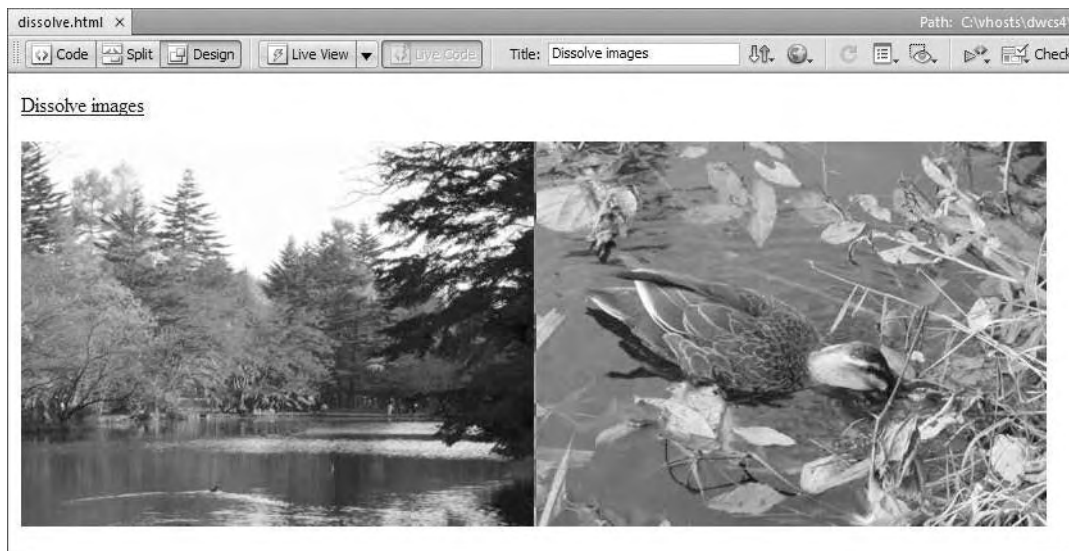 dissolve.html × Path: C:\vhosts\dwcs4
Code Split Design Live View Live Code Title: Dissolve images Check
Dissolve images